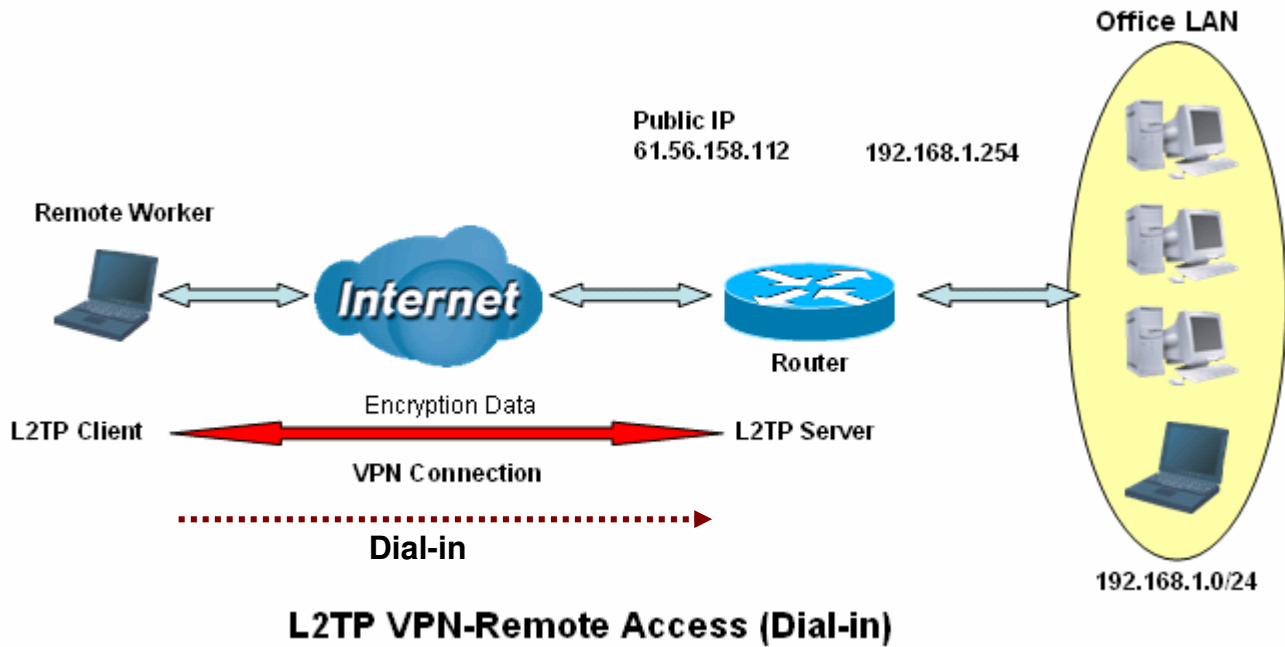 Office LAN
Public IP
61.56.158.112
192.168.1.254
Remote Worker
Internet
Router
Encryption Data
L2TP Client
L2TP Server
VPN Connection
Dial-in
192.168.1.0/24
L2TP VPN-Remote Access (Dial-in)